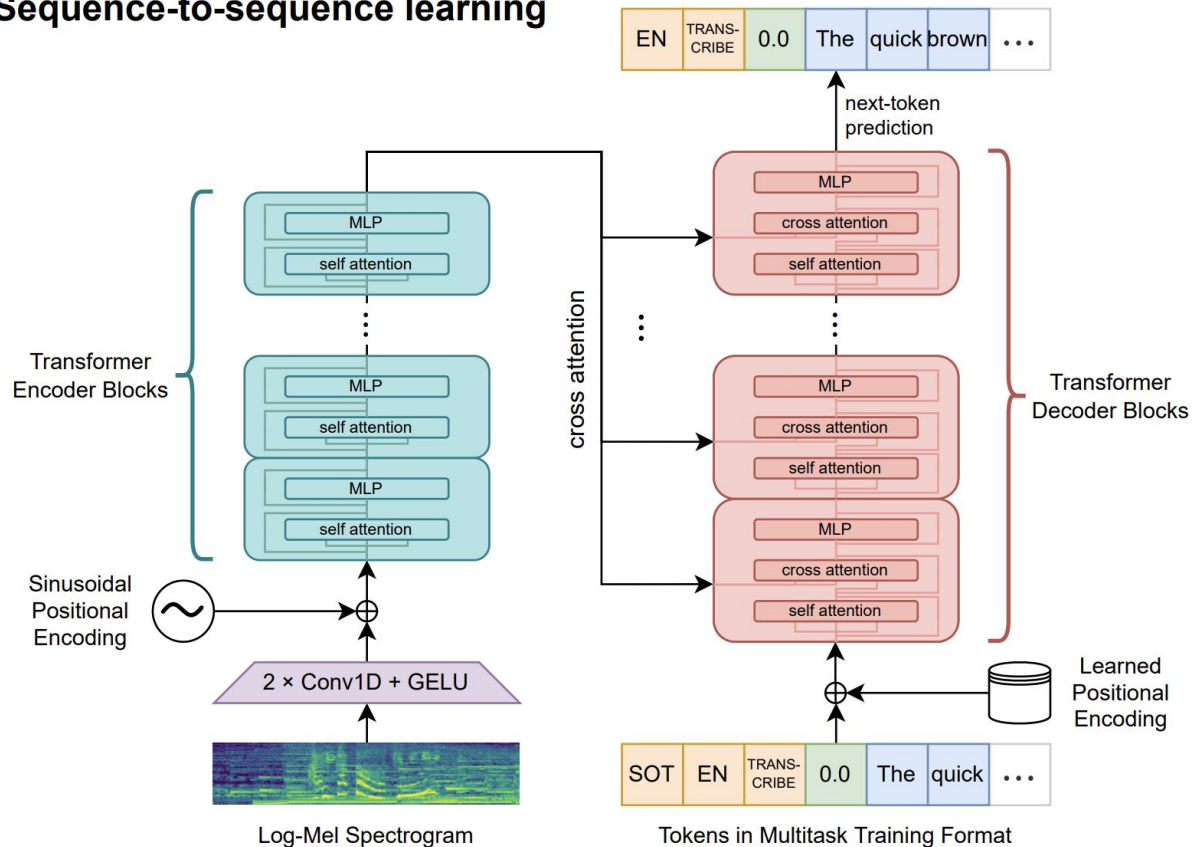 Sequence-to-sequence learning
EN
TRANS-
CRIBE
0.0
The
quick
brown
...
next-token
prediction
MLP
self attention
MLP
cross attention
self attention
cross attention
Transformer
Encoder Blocks
MLP
self attention
MLP
self attention
MLP
cross attention
self attention
MLP
cross attention
self attention
Transformer
Decoder Blocks
Sinusoidal
Positional
Encoding
2 × Conv1D + GELU
Learned
Positional
Encoding
SOT
EN
TRANS-
CRIBE
0.0
The
quick
...
Log-Mel Spectrogram
Tokens in Multitask Training Format